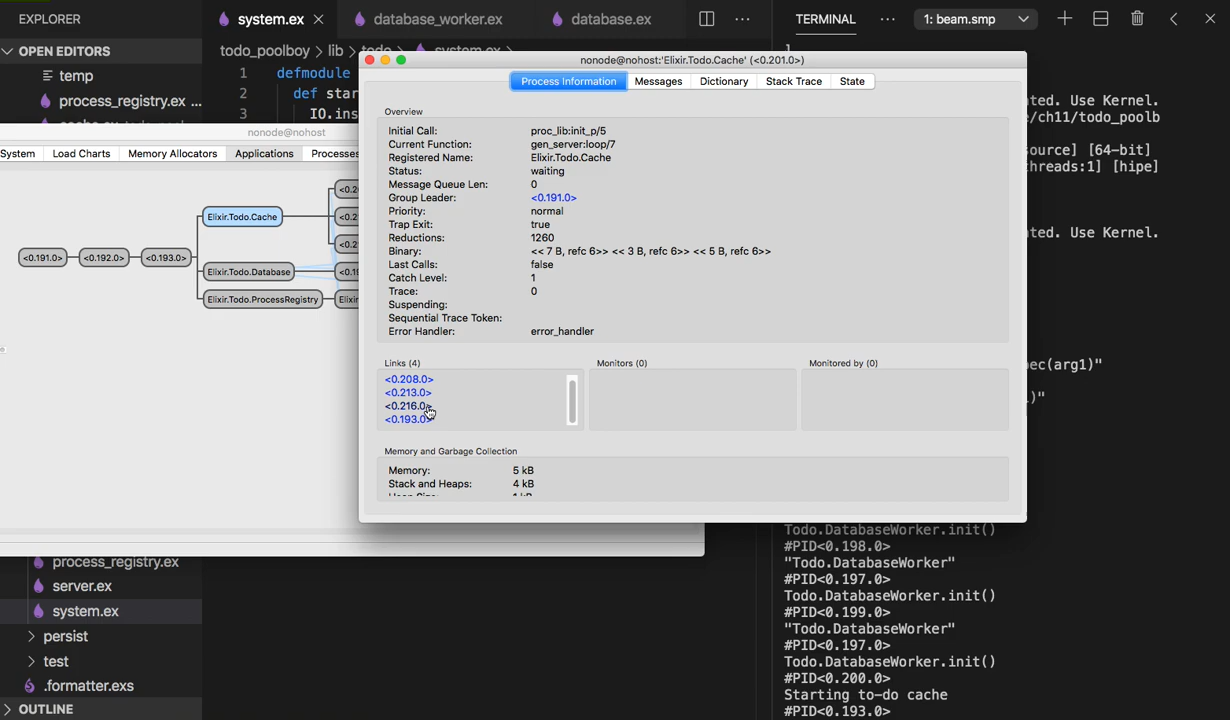 EXPLORER
OPEN EDITORS
temp
process_registry.ex ...
system.ex
database_worker.ex
database.ex
todo_poolboy > lib > todo > system.ex >
1 defmodule
2 def star
3 IO.ins
TERMINAL
1: beam.smp
nonode@nohost:'Elixir.Todo.Cache' (<0.201.0>)
Process Information
Messages
Dictionary
Stack Trace
State
Overview
Initial Call: proc_lib:init_p/5
Current Function: gen_server:loop/7
Registered Name: Elixir.Todo.Cache
Status: waiting
Message Queue Len: 0
Group Leader: <0.191.0>
Priority: normal
Trap Exit: true
Reductions: 1260
Binary: << 7 B, refc 6>> << 3 B, refc 6>> << 5 B, refc 6>>
Last Calls: false
Catch Level: 1
Trace: 0
Suspending:
Sequential Trace Token:
Error Handler: error_handler
Links (4)
<0.208.0>
<0.213.0>
<0.216.0>
<0.193.0>
Monitors (0)
Monitored by (0)
Memory and Garbage Collection
Memory: 5 kB
Stack and Heaps: 4 kB
nonode@nohost
System
Load Charts
Memory Allocators
Applications
Processes
<0.191.0>
<0.192.0>
<0.193.0>
Elixir.Todo.Cache
Elixir.Todo.Database
Elixir.Todo.ProcessRegistry
<0.2
<0.2
<0.2
<0.19
Elixir
process_registry.ex
server.ex
system.ex
persist
test
.formatter.exs
OUTLINE
ted. Use Kernel.
/ch11/todo_poolb
ource] [64-bit]
hreads:1] [hipe]
ted. Use Kernel.
ec(arg1)"
)"
Todo.DatabaseWorker.init()
#PID<0.198.0>
"Todo.DatabaseWorker"
#PID<0.197.0>
Todo.DatabaseWorker.init()
#PID<0.199.0>
"Todo.DatabaseWorker"
#PID<0.197.0>
Todo.DatabaseWorker.init()
#PID<0.200.0>
Starting to-do cache
#PID<0.193.0>